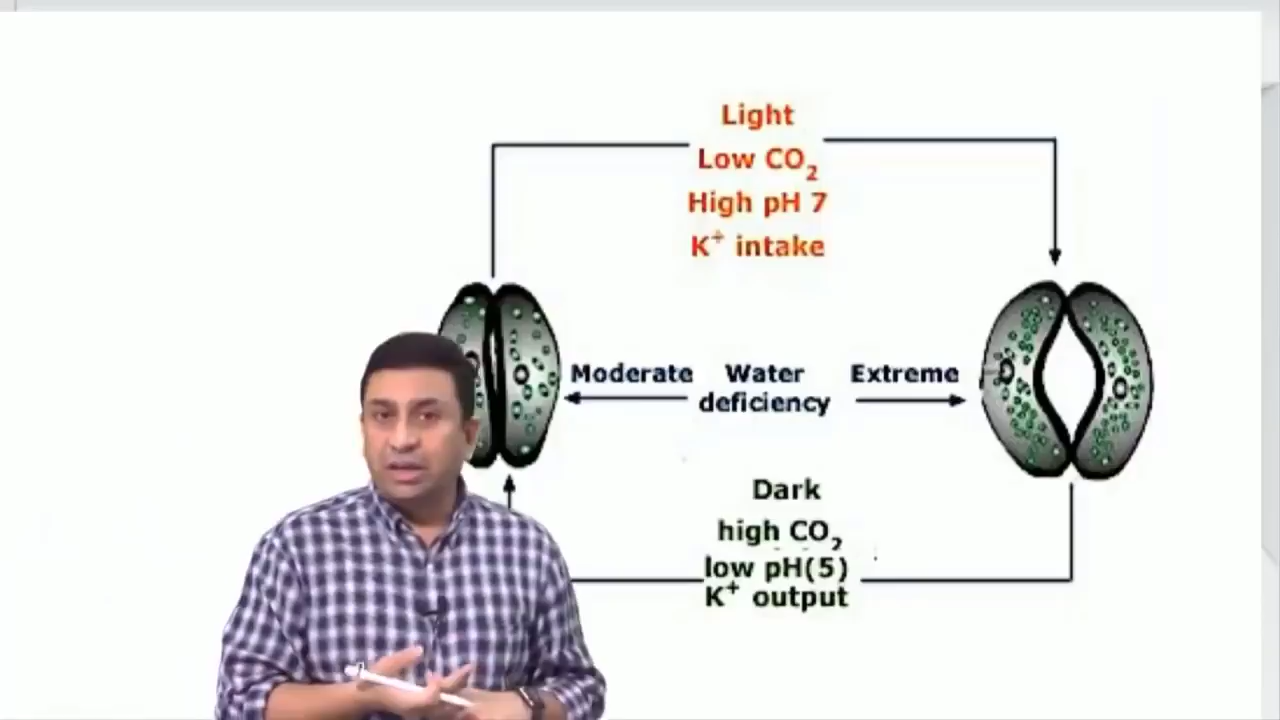 Light
Low CO₂
High pH 7
K⁺ intake
Moderate Water Extreme
deficiency
Dark
high CO₂
low pH(5)
K⁺ output